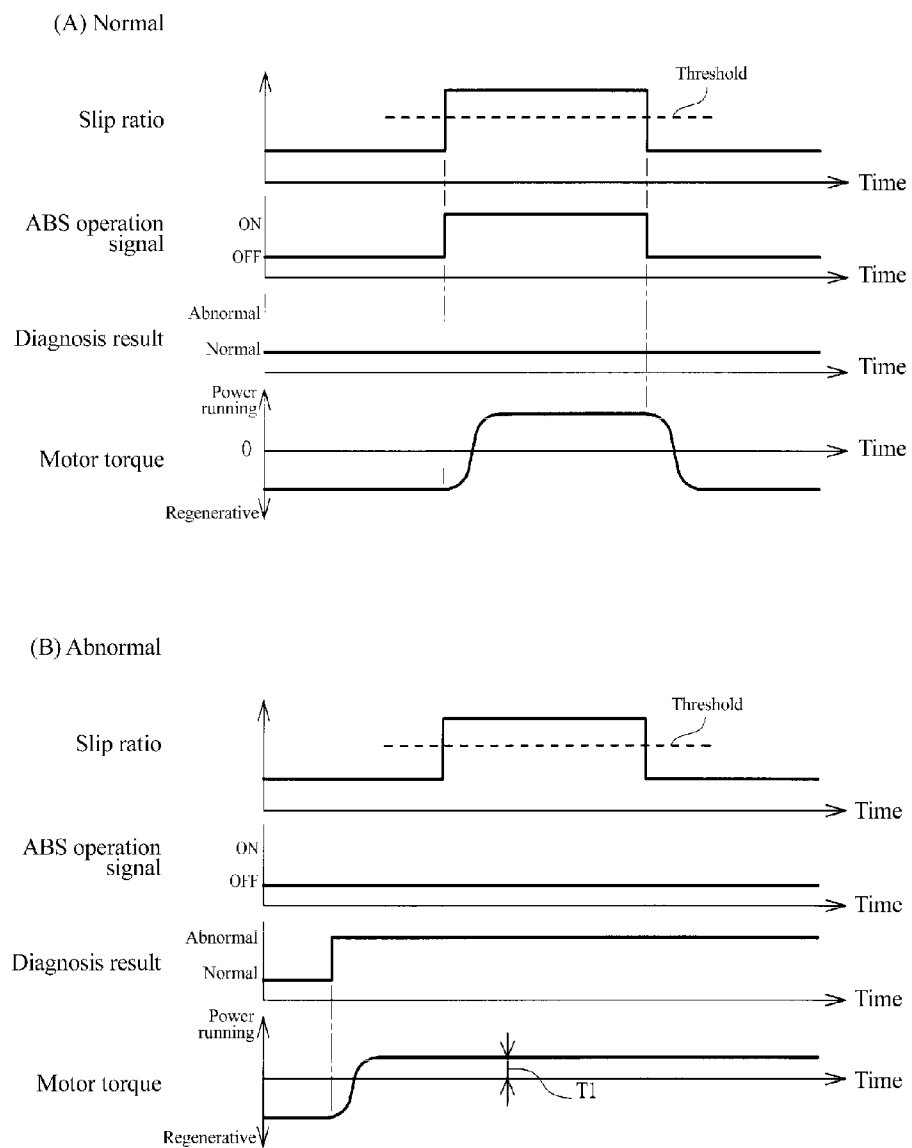 (A) Normal
Threshold
Slip ratio
Time
ABS operation
signal
ON
OFF
Time
Abnormal
Diagnosis result
Normal
Time
Power
running
0
Time
Motor torque
Regenerative
(B) Abnormal
Threshold
Slip ratio
Time
ABS operation
signal
ON
OFF
Time
Abnormal
Diagnosis result
Normal
Time
Power
running
Motor torque
Time
T1
Regenerative